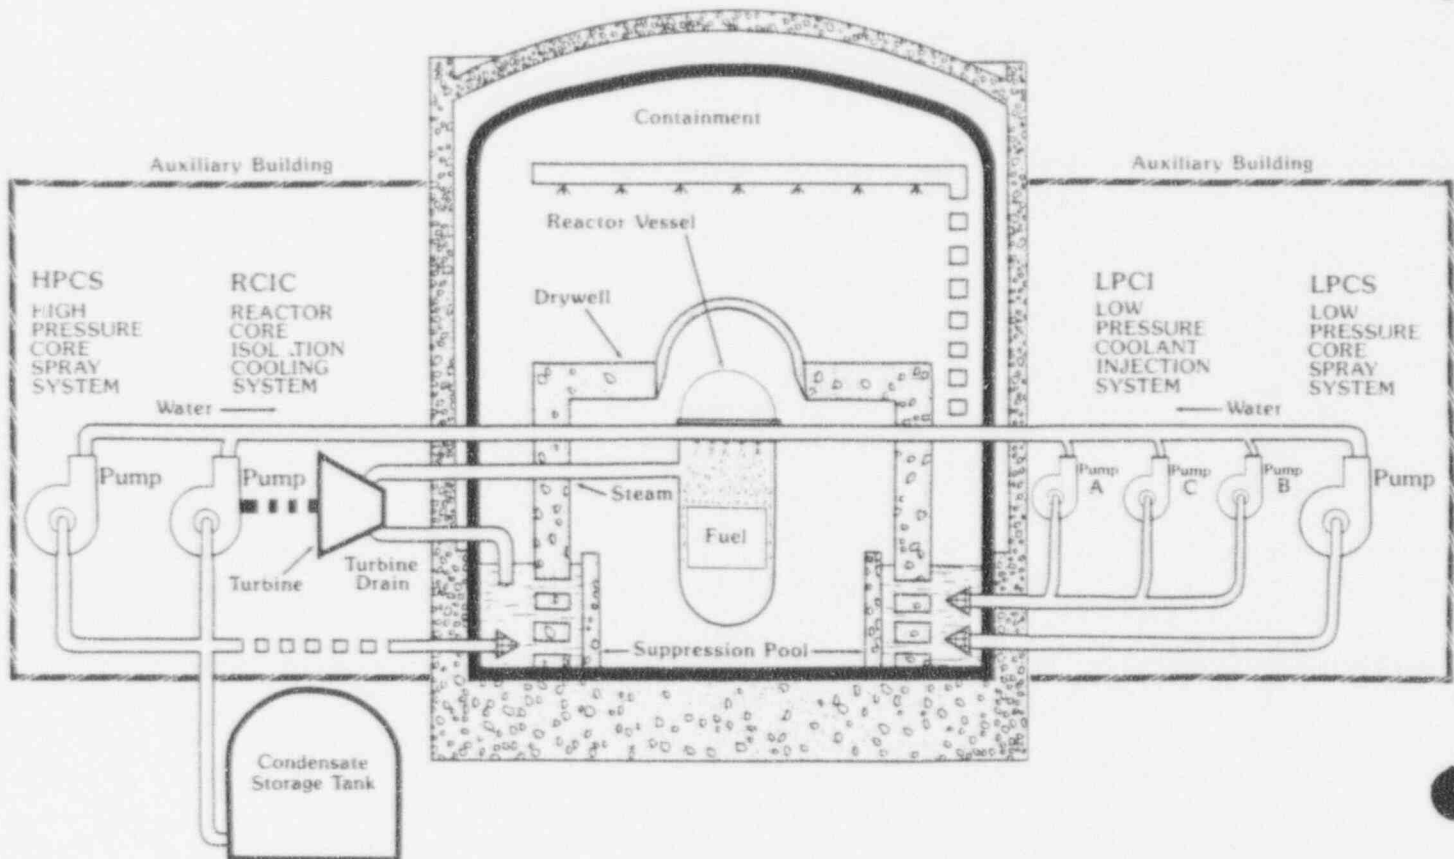 Containment
Auxiliary Building
Auxiliary Building
Reactor Vessel
Drywell
HPCS
HIGH
PRESSURE
CORE
SPRAY
SYSTEM
RCIC
REACTOR
CORE
ISOL.TION
COOLING
SYSTEM
LPCI
LOW
PRESSURE
COOLANT
INJECTION
SYSTEM
LPCS
LOW
PRESSURE
CORE
SPRAY
SYSTEM
Water
Water
Pump
Pump
Steam
Fuel
Pump
A
Pump
C
Pump
B
Pump
Turbine
Turbine
Drain
Suppression Pool
Condensate
Storage Tank